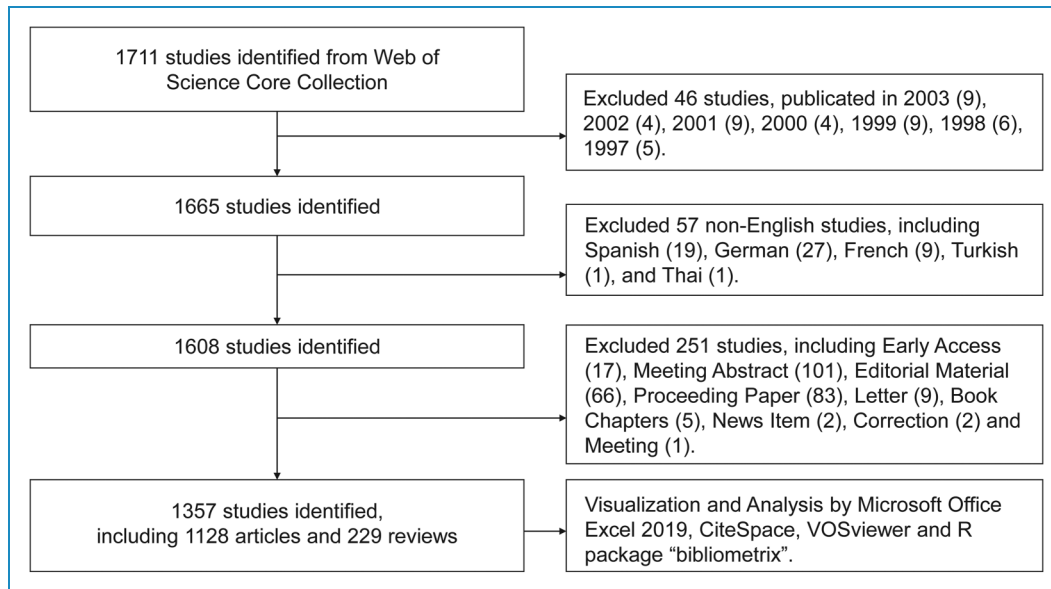 1711 studies identified from Web of
Science Core Collection
Excluded 46 studies, publicated in 2003 (9),
2002 (4), 2001 (9), 2000 (4), 1999 (9), 1998 (6),
1997 (5).
1665 studies identified
Excluded 57 non-English studies, including
Spanish (19), German (27), French (9), Turkish
(1), and Thai (1).
1608 studies identified
Excluded 251 studies, including Early Access
(17), Meeting Abstract (101), Editorial Material
(66), Proceeding Paper (83), Letter (9), Book
Chapters (5), News Item (2), Correction (2) and
Meeting (1).
1357 studies identified,
including 1128 articles and 229 reviews
Visualization and Analysis by Microsoft Office
Excel 2019, CiteSpace, VOSviewer and R
package “bibliometrix”.